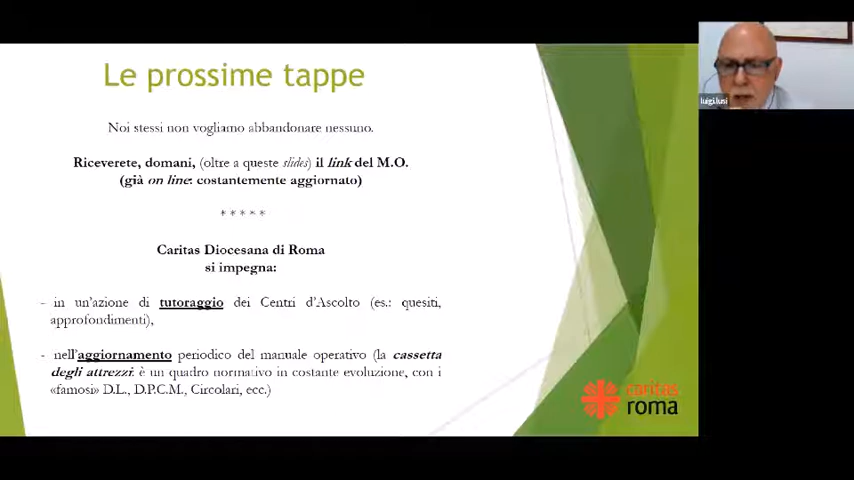 Le prossime tappe
luigi.lusi
Noi stessi non vogliamo abbandonare nessuno.
Riceverete, domani, (oltre a queste slides) il link del M.O.
(già on line: costantemente aggiornato)
* * * * *
Caritas Diocesana di Roma
si impegna:
- in un'azione di tutoraggio dei Centri d'Ascolto (es.: quesiti,
approfondimenti),
- nell'aggiornamento periodico del manuale operativo (la cassetta
degli attrezzi: è un quadro normativo in costante evoluzione, con i
«famosi» D.L., D.P.C.M., Circolari, ecc.)
caritas
roma